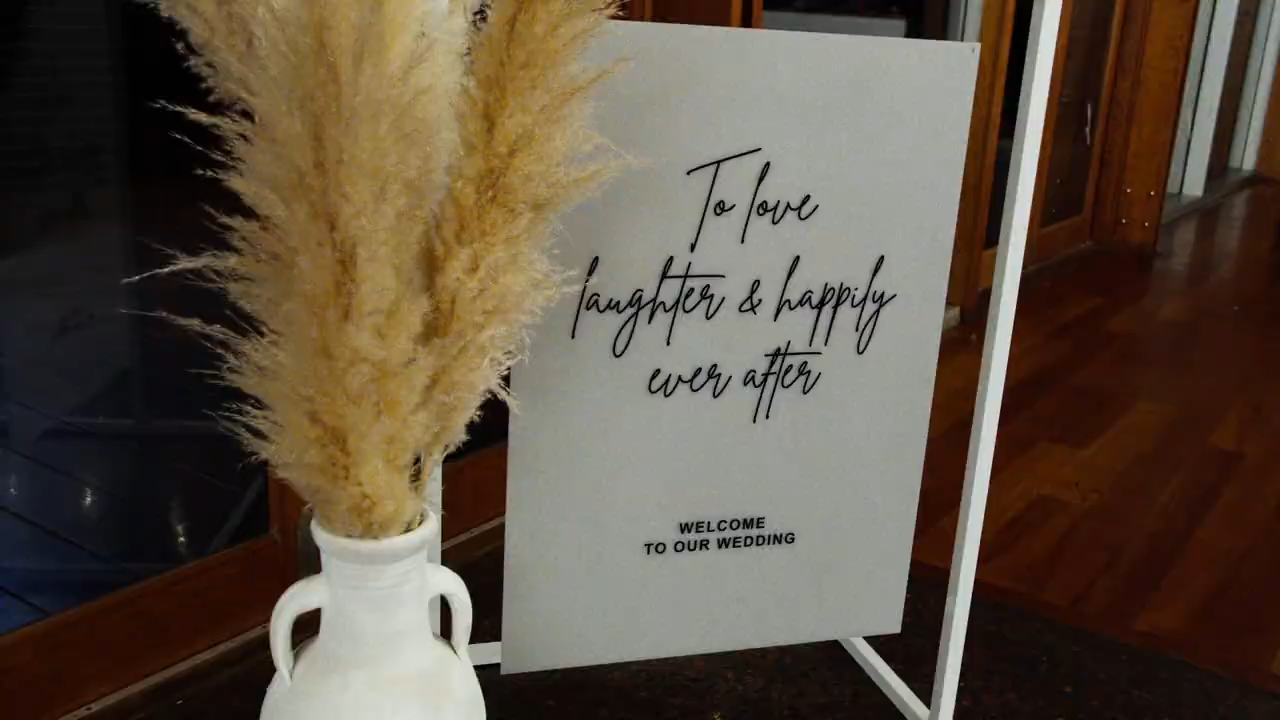 To love
laughter & happily
ever after
WELCOME
TO OUR WEDDING